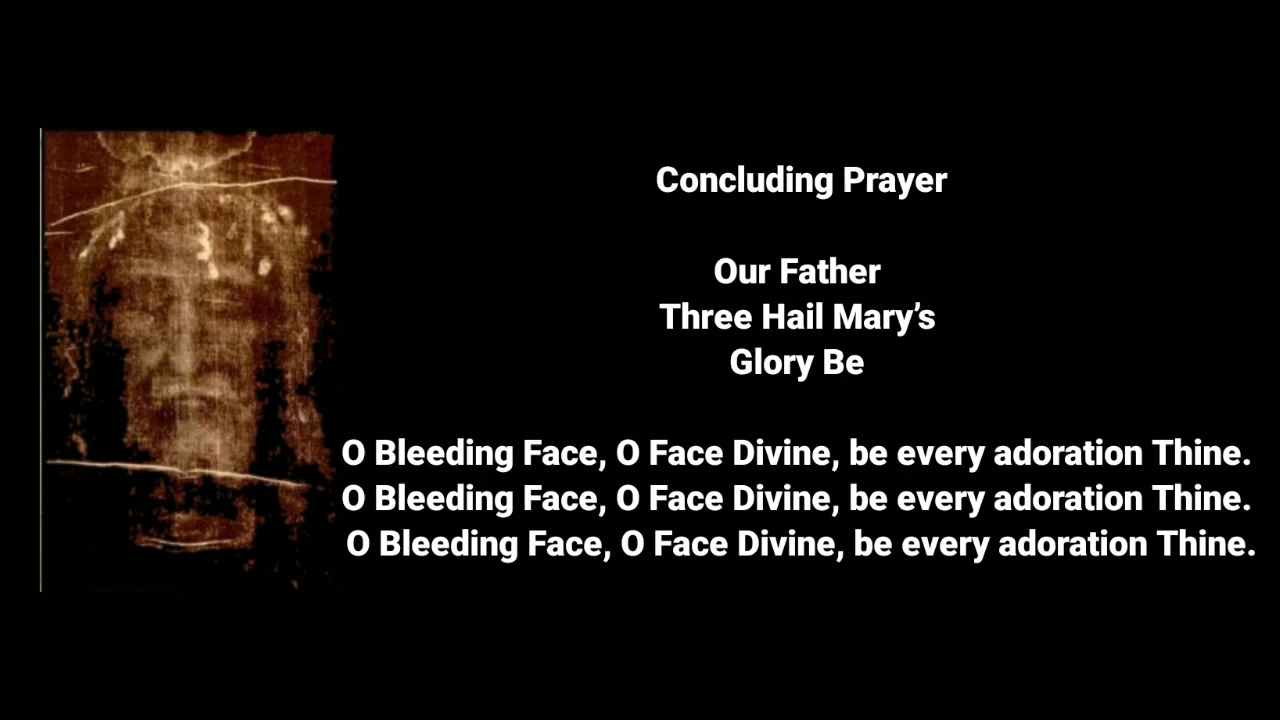 Concluding Prayer
Our Father
Three Hail Mary’s
Glory Be
O Bleeding Face, O Face Divine, be every adoration Thine.
O Bleeding Face, O Face Divine, be every adoration Thine.
O Bleeding Face, O Face Divine, be every adoration Thine.